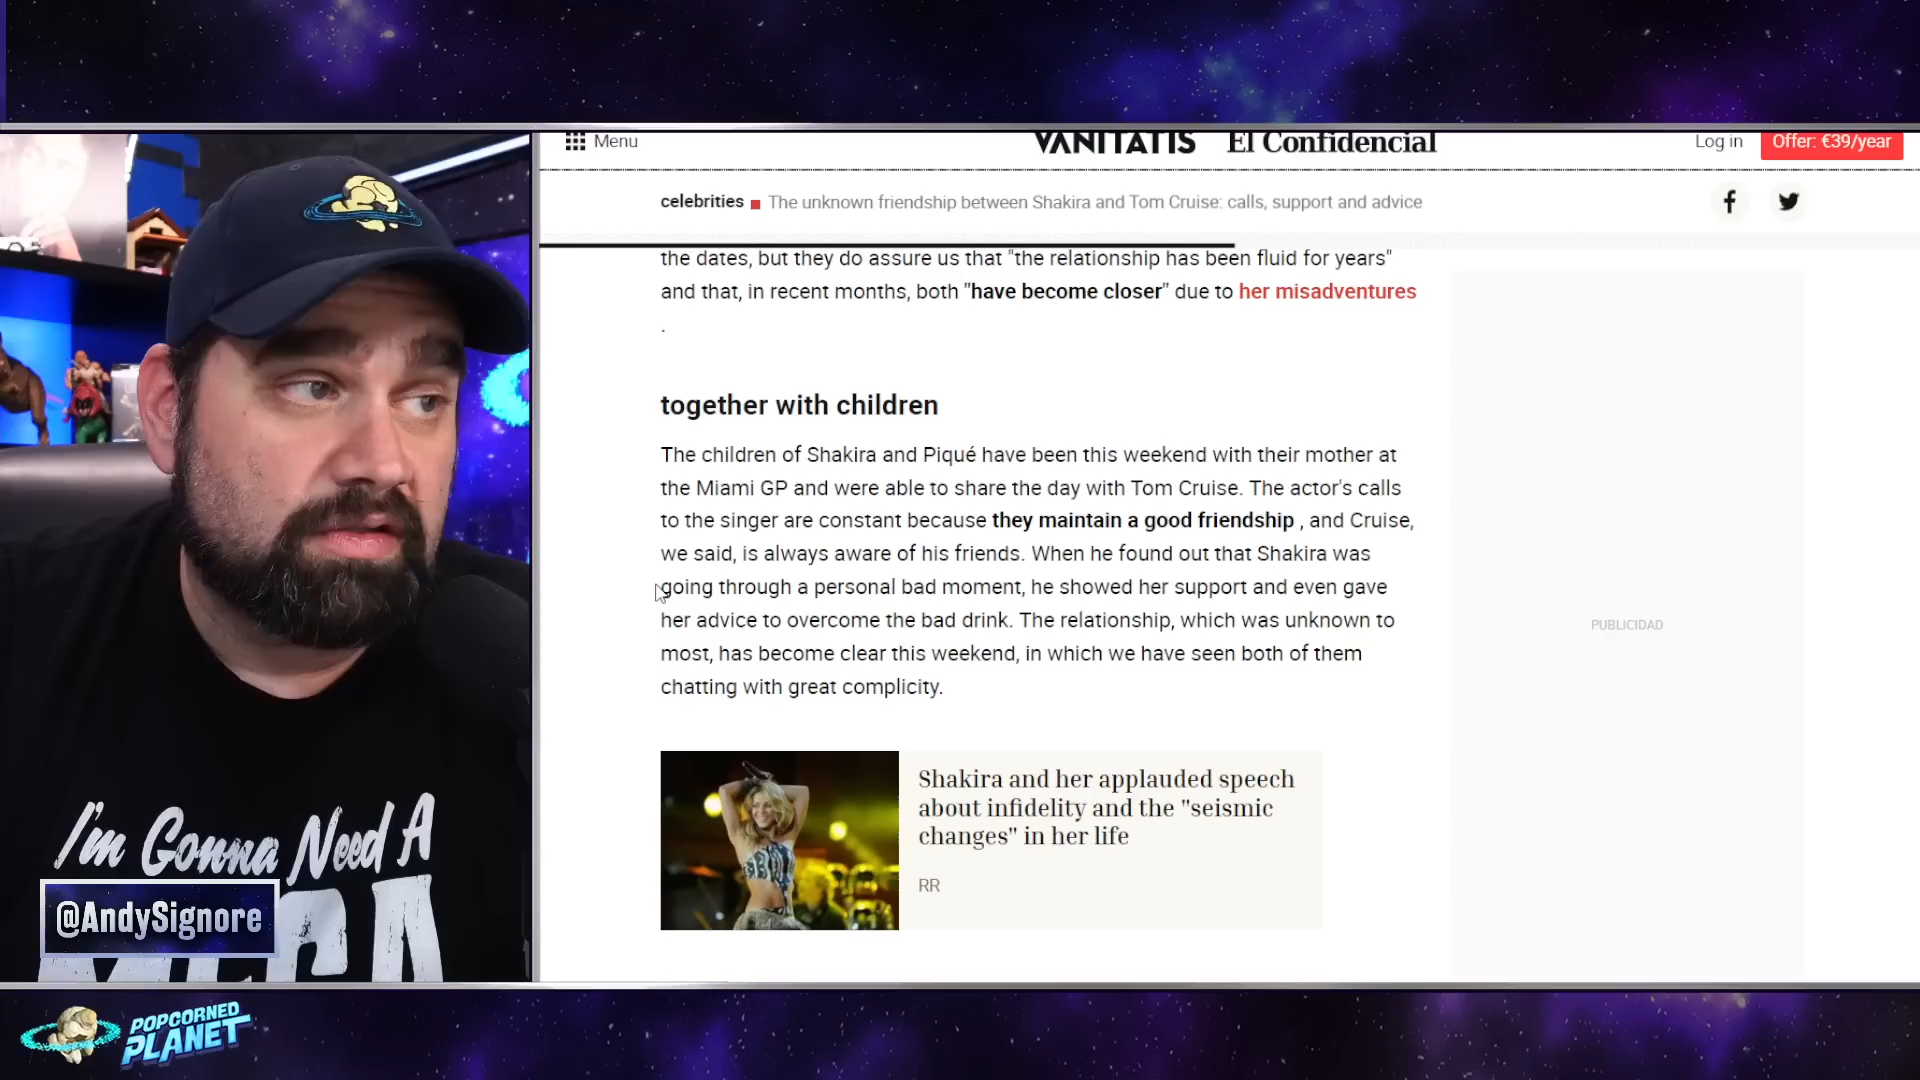 Menu
VANITATIS El Confidencial
Log in
Offer: €39/year
celebrities The unknown friendship between Shakira and Tom Cruise: calls, support and advice
the dates, but they do assure us that "the relationship has been fluid for years"
and that, in recent months, both "have become closer" due to her misadventures
.
together with children
The children of Shakira and Piqué have been this weekend with their mother at
the Miami GP and were able to share the day with Tom Cruise. The actor's calls
to the singer are constant because they maintain a good friendship , and Cruise,
we said, is always aware of his friends. When he found out that Shakira was
going through a personal bad moment, he showed her support and even gave
her advice to overcome the bad drink. The relationship, which was unknown to
most, has become clear this weekend, in which we have seen both of them
chatting with great complicity.
PUBLICIDAD
Shakira and her applauded speech
about infidelity and the "seismic
changes" in her life
RR
I'm Gonna Need A
@AndySignore
POPCORNED
PLANET